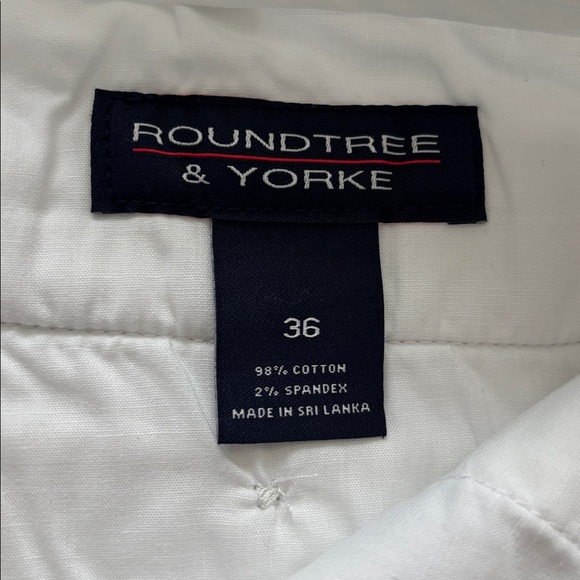 ROUNDTREE
& YORKE
36
98% COTTON
2% SPANDEX
MADE IN SRI LANKA